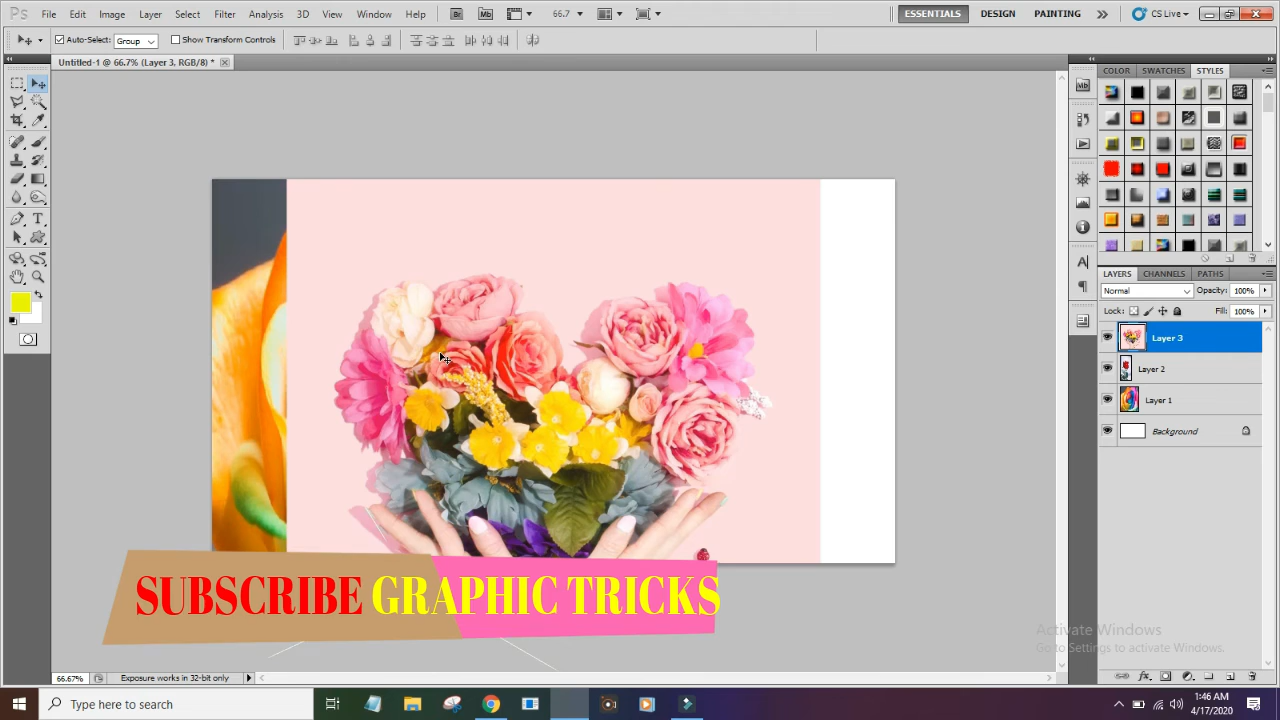 Ps File Edit Image Layer Select Filter Analysis 3D View Window Help Br Mb 66.7 ESSENTIALS DESIGN PAINTING CS Live
Auto-Select: Group Show Transform Controls
Untitled-1 @ 66.7% (Layer 3, RGB/8) *
COLOR SWATCHES STYLES
Mb
A
T
LAYERS CHANNELS PATHS
Normal Opacity: 100%
Lock: Fill: 100%
Layer 3
Layer 2
Layer 1
Background
SUBSCRIBE GRAPHIC TRICKS
Activate Windows
Go to Settings to activate Windows.
66.67% Exposure works in 32-bit only
Type here to search
1:46 AM
4/17/2020